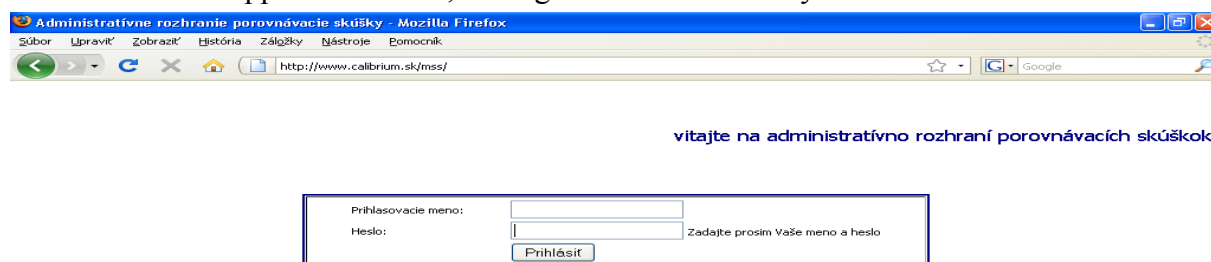 Administratívne rozhranie porovnávacie skúšky - Mozilla Firefox
Súbor Upraviť Zobraziť História Záložky Nástroje Pomocník
http://www.calibrium.sk/mss/ G Google
vitajte na administratívno rozhraní porovnávacích skúškok
Prihlasovacie meno:
Heslo: Zadajte prosim Vaše meno a heslo
Prihlásiť